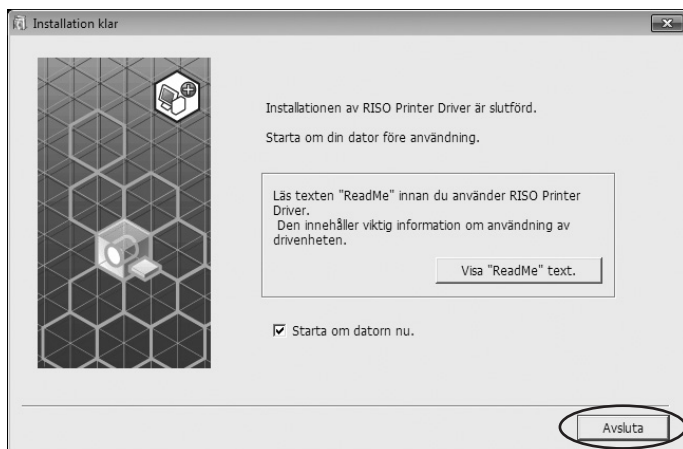 Installation klar
Installationen av RISO Printer Driver är slutförd.
Starta om din dator före användning.
Läs texten "ReadMe" innan du använder RISO Printer
Driver.
Den innehåller viktig information om användning av
drivenheten.
Visa "ReadMe" text.
Starta om datorn nu.
Avsluta